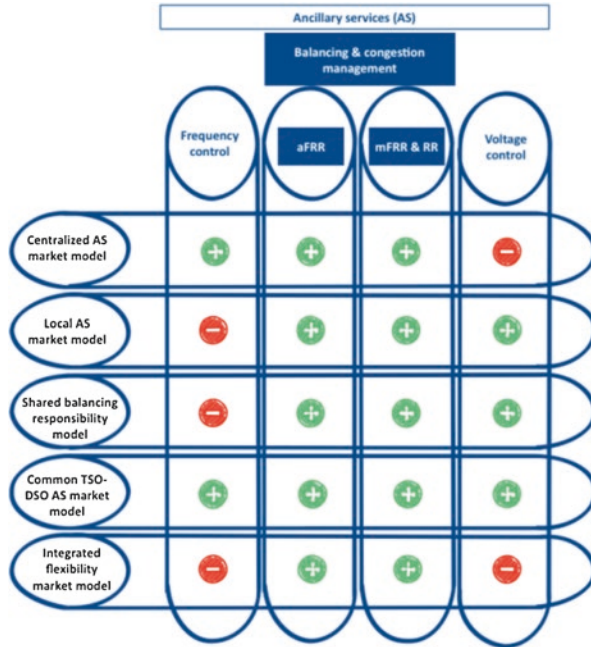 Ancillary services (AS)
Balancing & congestion
management
Frequency
control
aFRR
mFRR & RR
Voltage
control
Centralized AS
market model
Local AS
market model
Shared balancing
responsibility
model
Common TSO-
DSO AS market
model
Integrated
flexibility
market model